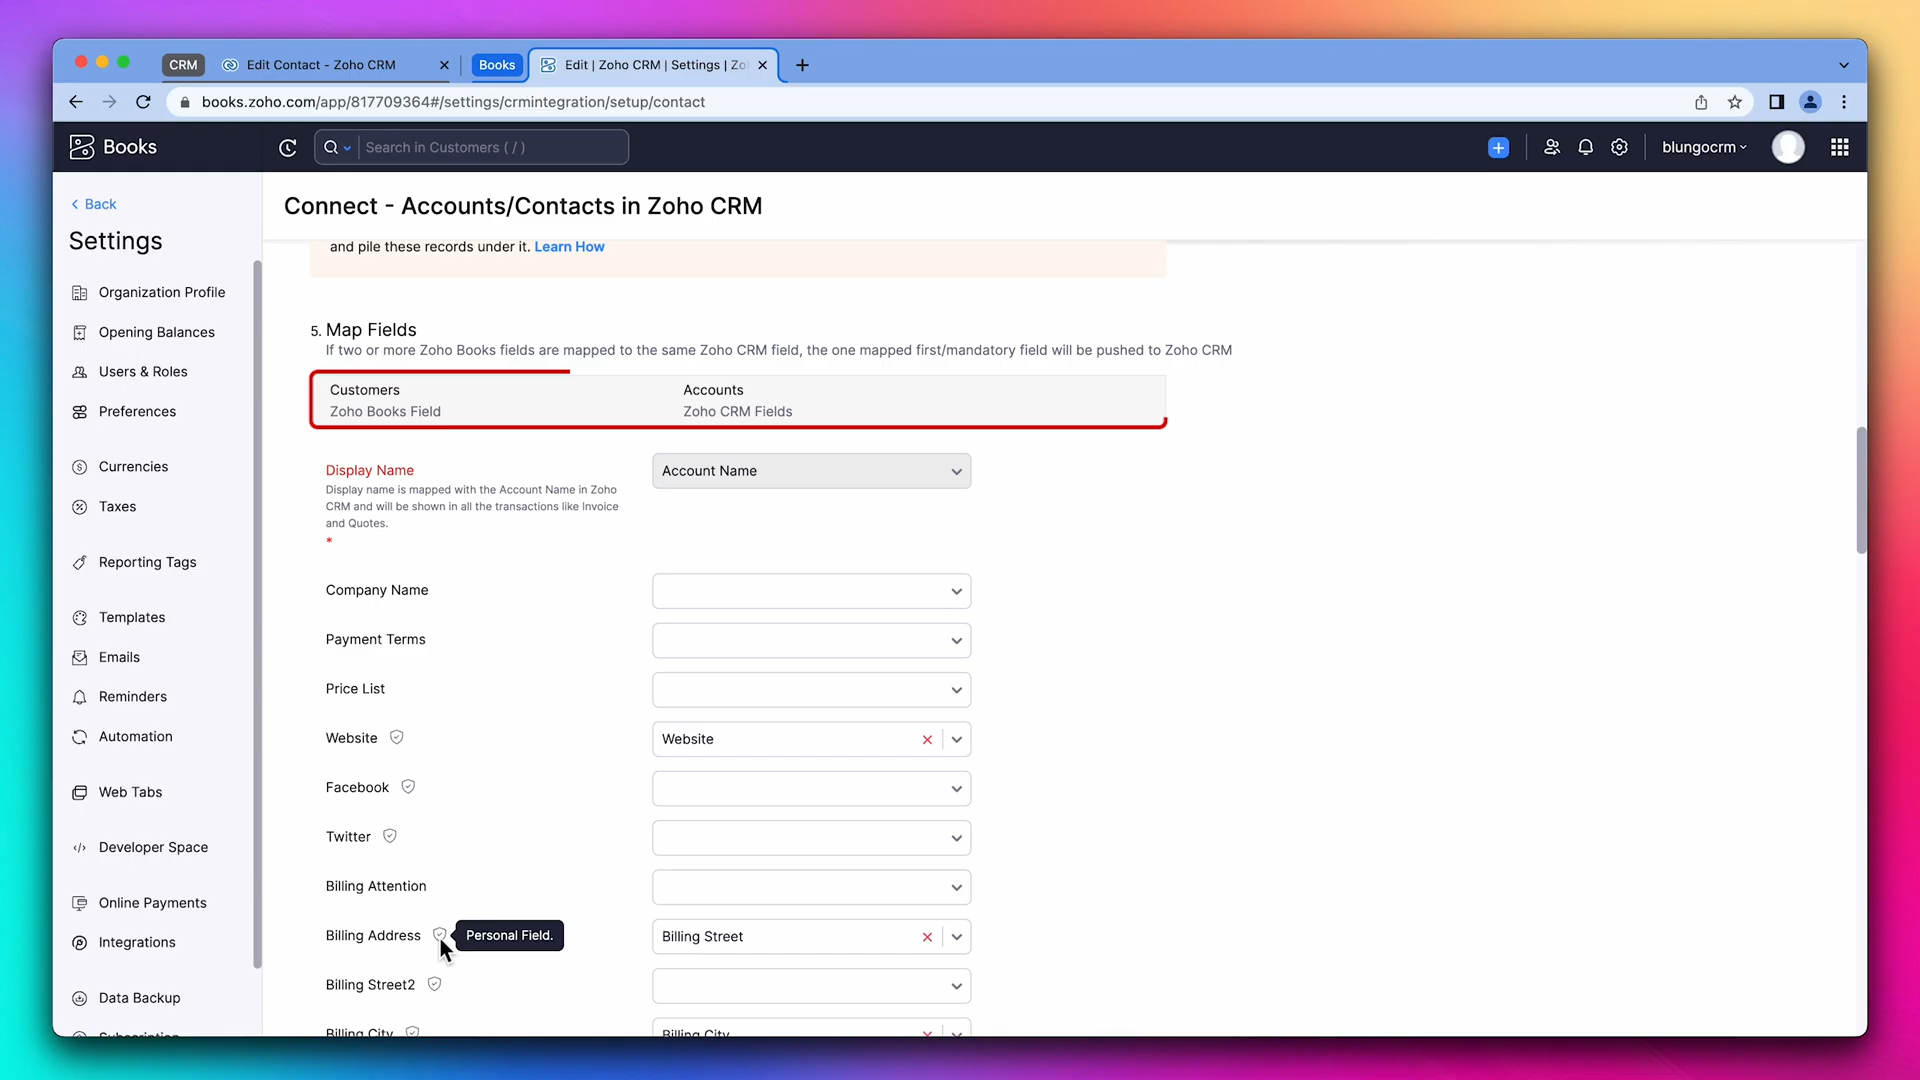 CRM
Edit Contact - Zoho CRM
Books
Edit | Zoho CRM | Settings | Zo
books.zoho.com/app/817709364#/settings/crmintegration/setup/contact
Books
Search in Customers ( / )
blungocrm
Back
Settings
Organization Profile
Opening Balances
Users & Roles
Preferences
Currencies
Taxes
Reporting Tags
Templates
Emails
Reminders
Automation
Web Tabs
Developer Space
Online Payments
Integrations
Data Backup
Subscription
Connect - Accounts/Contacts in Zoho CRM
and pile these records under it. Learn How
5. Map Fields
If two or more Zoho Books fields are mapped to the same Zoho CRM field, the one mapped first/mandatory field will be pushed to Zoho CRM
Customers Accounts
Zoho Books Field Zoho CRM Fields
Display Name Account Name
Display name is mapped with the Account Name in Zoho
CRM and will be shown in all the transactions like Invoice
and Quotes.
*
Company Name
Payment Terms
Price List
Website Website
Facebook
Twitter
Billing Attention
Billing Address Personal Field. Billing Street
Billing Street2
Billing City Billing City